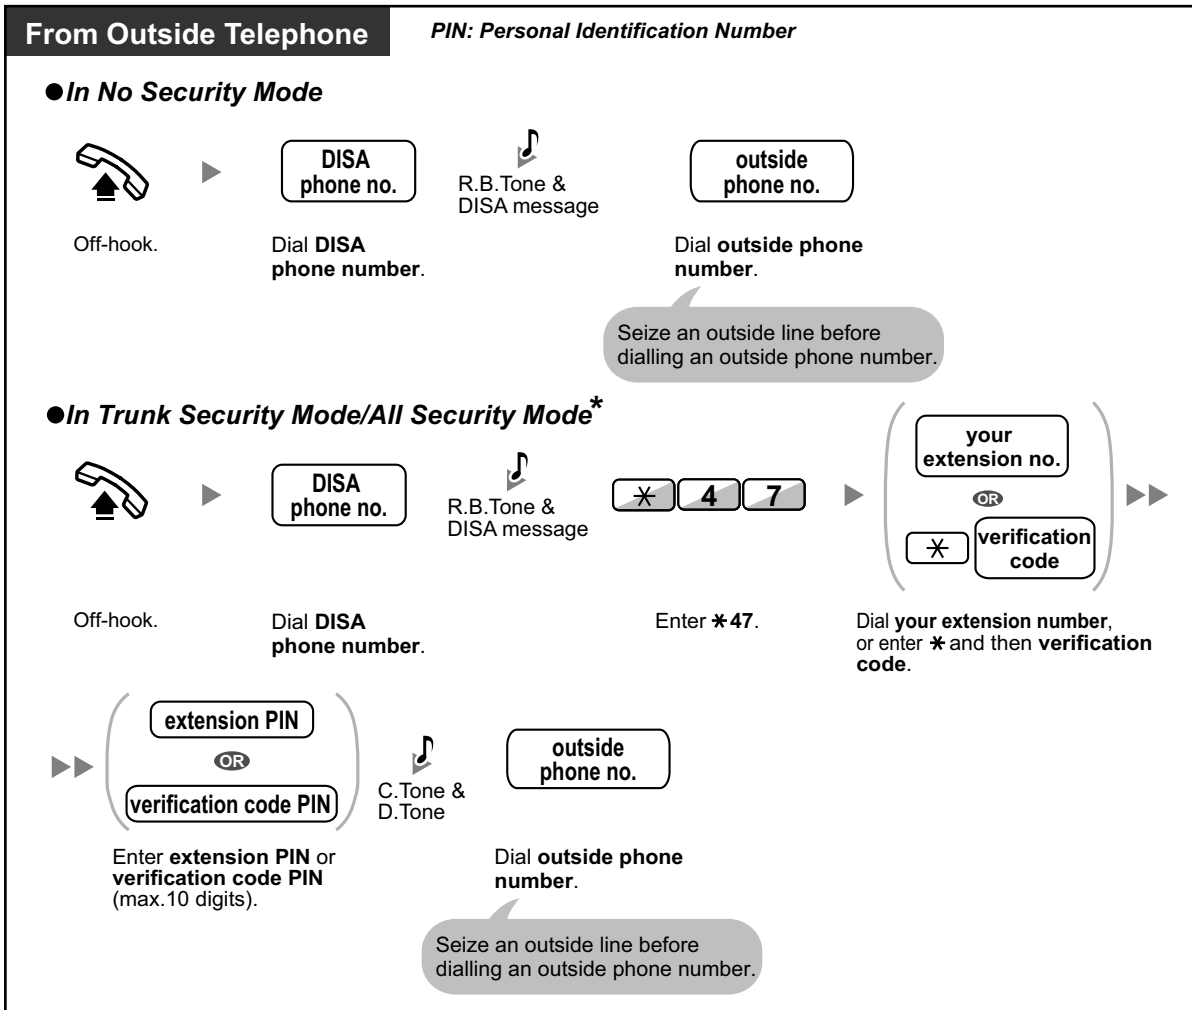 From Outside Telephone
PIN: Personal Identification Number
●In No Security Mode
DISA
phone no.
R.B.Tone &
DISA message
outside
phone no.
Off-hook.
Dial DISA
phone number.
Dial outside phone
number.
Seize an outside line before
dialling an outside phone number.
●In Trunk Security Mode/All Security Mode*
DISA
phone no.
R.B.Tone &
DISA message
* 4 7
your
extension no.
OR
* verification
code
Off-hook.
Dial DISA
phone number.
Enter *47.
Dial your extension number,
or enter * and then verification
code.
extension PIN
OR
verification code PIN
C.Tone &
D.Tone
outside
phone no.
Enter extension PIN or
verification code PIN
(max.10 digits).
Dial outside phone
number.
Seize an outside line before
dialling an outside phone number.